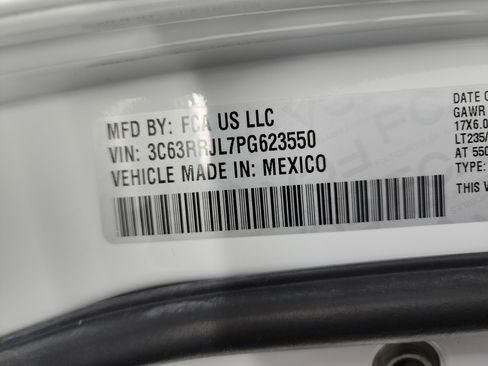 MFD BY: FCA US LLC
VIN: 3C63RRJL7PG623550
VEHICLE MADE IN: MEXICO
DATE O
GAWR
17X6.0
LT235/
AT 550
TYPE:
THIS V